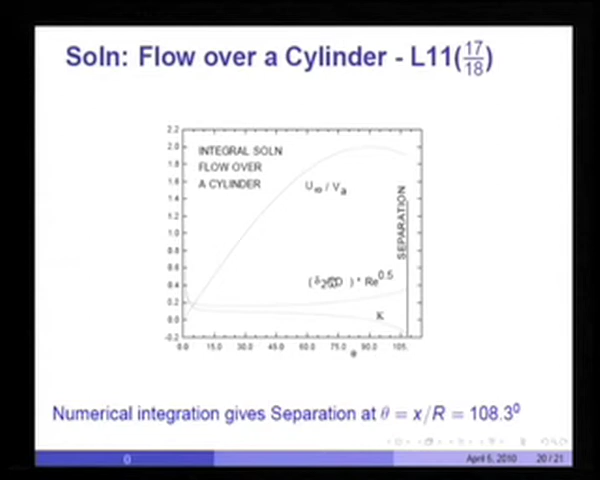 Soln: Flow over a Cylinder - L11(17/18)
INTEGRAL SOLN
FLOW OVER
A CYLINDER
U∞ / Va
SEPARATION
) * Re^0.5
K
2.2
2.0
1.8
1.6
1.4
1.2
1.0
0.8
0.6
0.4
0.2
0.0
-0.2
0.0 15.0 30.0 45.0 60.0 75.0 90.0 105.
θ
Numerical integration gives Separation at θ = x/R = 108.3⁰
() April 5, 2010 20 / 21